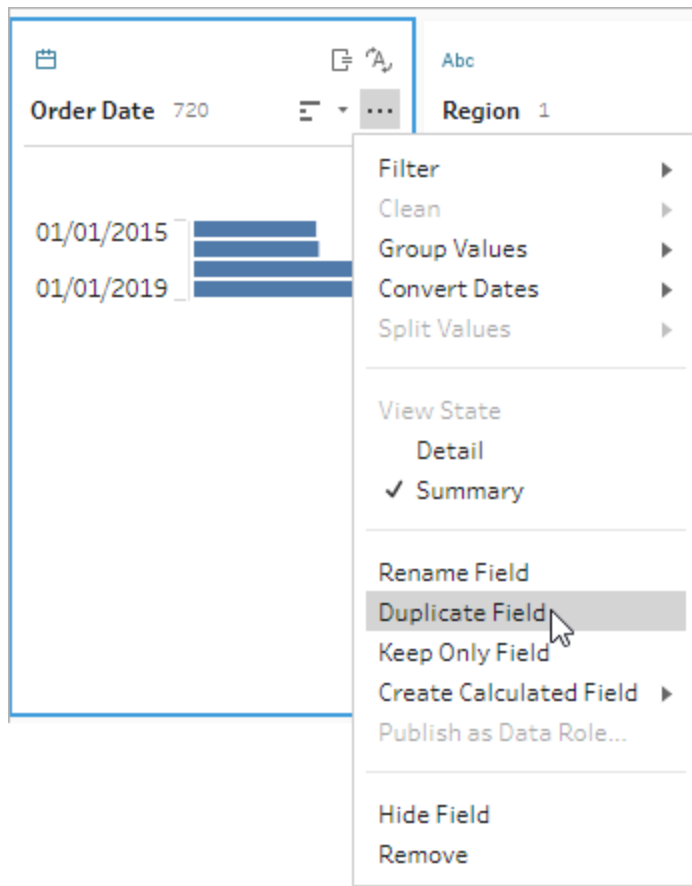 Abc
Order Date 720
Region 1
01/01/2015
01/01/2019
Filter
Clean
Group Values
Convert Dates
Split Values
View State
Detail
✓ Summary
Rename Field
Duplicate Field
Keep Only Field
Create Calculated Field
Publish as Data Role...
Hide Field
Remove